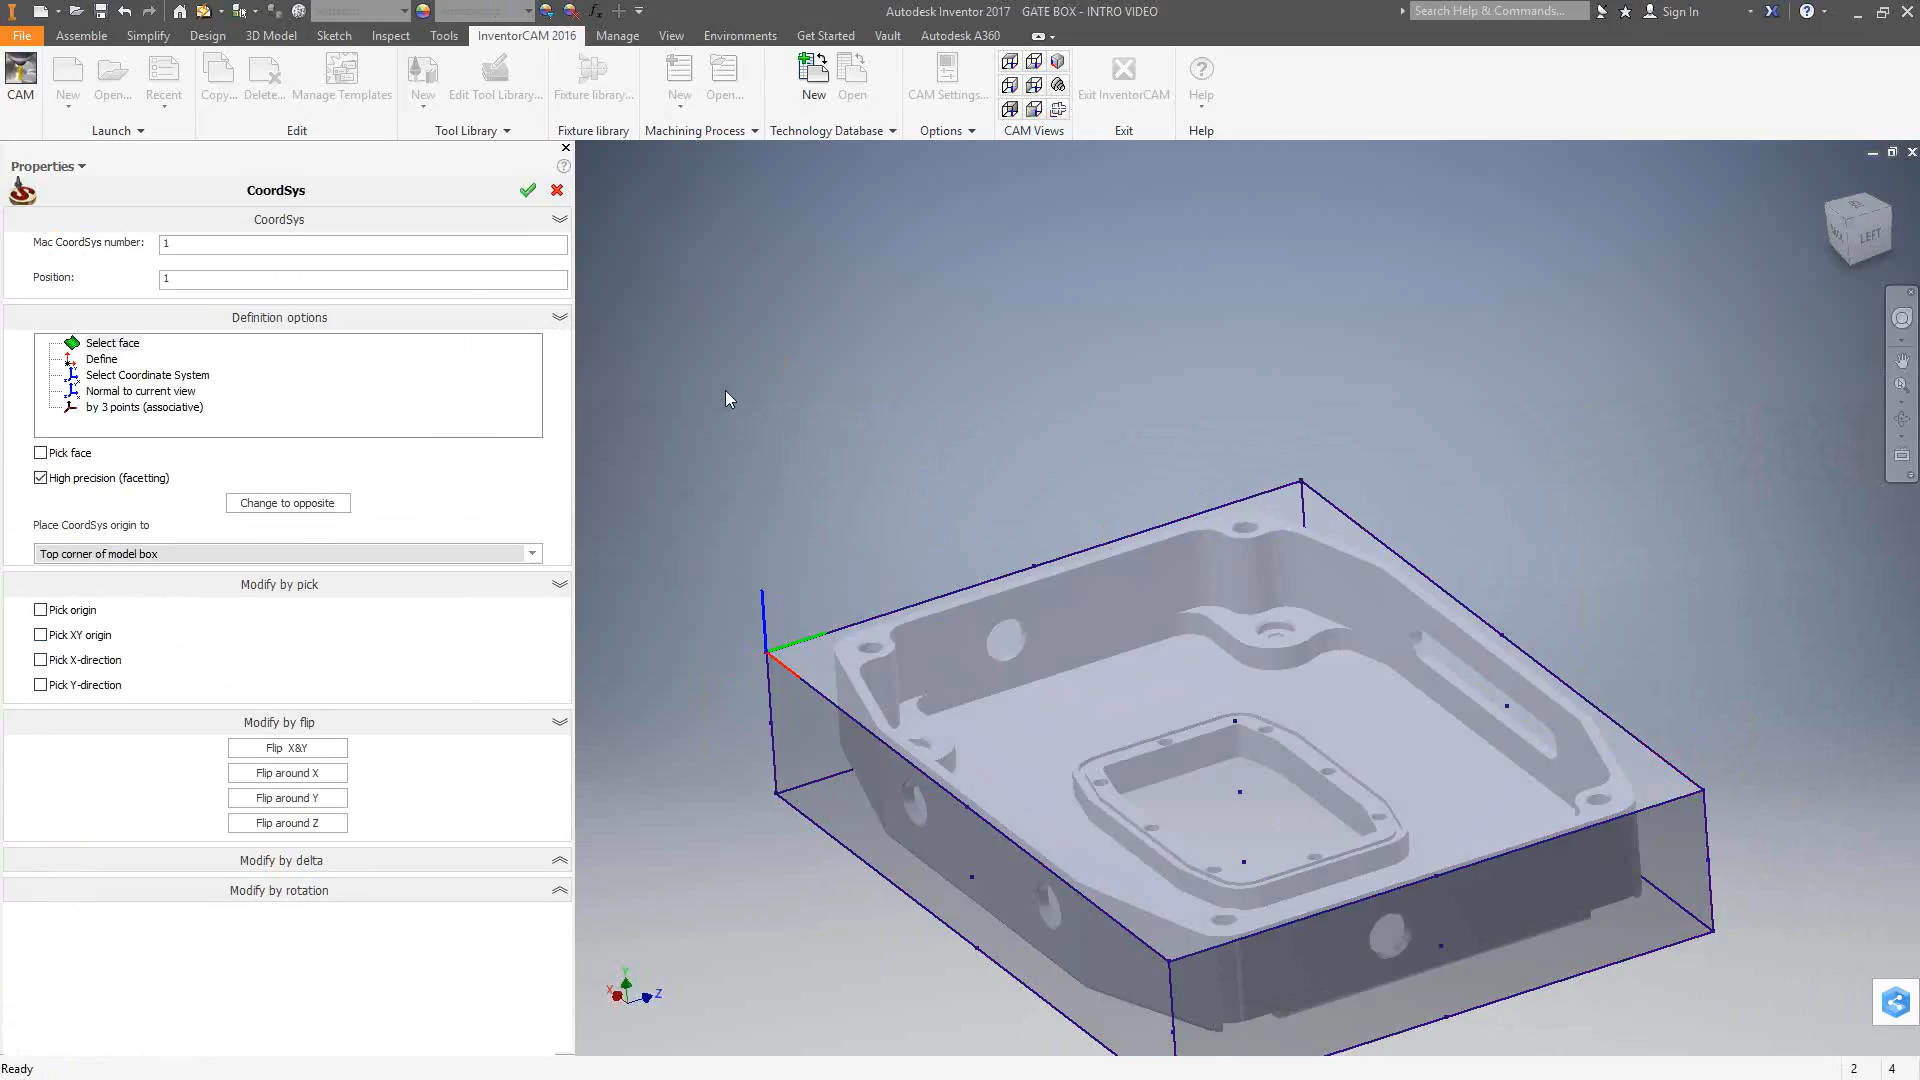 Autodesk Inventor 2017 GATE BOX - INTRO VIDEO
Search Help & Commands...
Sign In
File Assemble Simplify Design 3D Model Sketch Inspect Tools InventorCAM 2016 Manage View Environments Get Started Vault Autodesk A360
CAM New Open... Recent Copy... Delete... Manage Templates New Edit Tool Library... Fixture library... New Open... New Open CAM Settings... Exit InventorCAM Help
Launch Edit Tool Library Fixture library Machining Process Technology Database Options CAM Views Exit Help
Properties
CoordSys
CoordSys
Mac CoordSys number: 1
Position: 1
Definition options
Select face
Define
Select Coordinate System
Normal to current view
by 3 points (associative)
Pick face
High precision (facetting)
Change to opposite
Place CoordSys origin to
Top corner of model box
Modify by pick
Pick origin
Pick XY origin
Pick X-direction
Pick Y-direction
Modify by flip
Flip X&Y
Flip around X
Flip around Y
Flip around Z
Modify by delta
Modify by rotation
LEFT
Y
X
Z
Ready
2 4